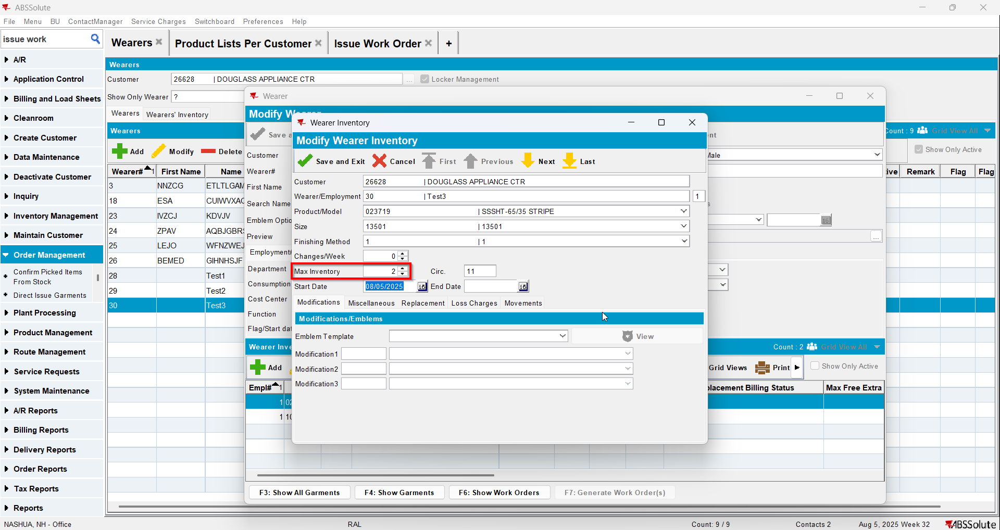 ABSSolute
File Menu BU ContactManager Service Charges Switchboard Preferences Help
issue work
Wearers
Product Lists Per Customer
Issue Work Order
+
A/R
Application Control
Billing and Load Sheets
Cleanroom
Create Customer
Data Maintenance
Deactivate Customer
Inquiry
Inventory Management
Maintain Customer
Order Management
Confirm Picked Items
From Stock
Direct Issue Garments
Plant Processing
Product Management
Route Management
Service Requests
System Maintenance
A/R Reports
Billing Reports
Delivery Reports
Order Reports
Tax Reports
Reports
Wearers
Customer 26628 | DOUGLASS APPLIANCE CTR ... Locker Management
Show Only Wearer ?
Wearers Wearers' Inventory
Wearers
Count : 9 Grid View All
Add Modify Delete
Show Only Active
Wearer# 1 First Name Name
Remark Flag Flag
3 NNZCG ETLTLGAM
18 ESA CUIWVXAC
23 IVZCJ KDVJV
24 ZPAV AQBJGBR
25 LEJO WFNZWEJ
26 BEMED GIHNHSJF
28 Test1
29 Test2
30 Test3
Wearer
Modify Wearer
Save a
Customer
Male
Wearer#
First Name
Search Name
Emblem Optio
Preview
...
Employment#
Department
Consumption
Cost Center
Function
Flag/Start dat
Wearer Inve
Count : 2 Grid View All
Add
Grid Views Print Show Only Active
Empl# 1
placement Billing Status Max Free Extra
1 02
1 10
F3: Show All Garments F4: Show Garments F6: Show Work Orders F7: Generate Work Order(s)
Wearer Inventory
Modify Wearer Inventory
Save and Exit Cancel First Previous Next Last
Customer 26628 | DOUGLASS APPLIANCE CTR
Wearer/Employment 30 | Test3 1
Product/Model 023719 | SSSHT-65/35 STRIPE
Size 13501 | 13501
Finishing Method 1 | 1
Changes/Week 0
Max Inventory 2 Circ. 11
Start Date 08/05/2025 16 End Date 16
Modifications Miscellaneous Replacement Loss Charges Movements
Modifications/Emblems
Emblem Template View
Modification1
Modification2
Modification3
NASHUA, NH - Office RAL Count: 9 / 9 Contacts 2 Aug 5, 2025 Week 32 ABSSolute